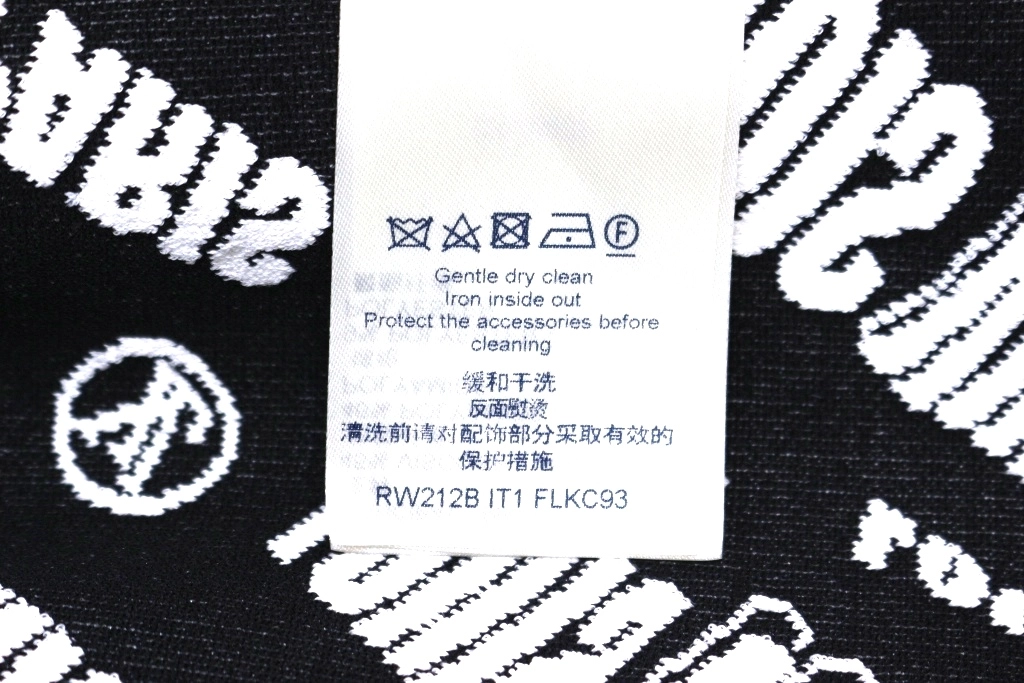 PARIS
F
Gentle dry clean
Iron inside out
Protect the accessories before
cleaning
缓和干洗
反面熨烫
清洗前请对配饰部分采取有效的
保护措施
RW212B IT1 FLKC93